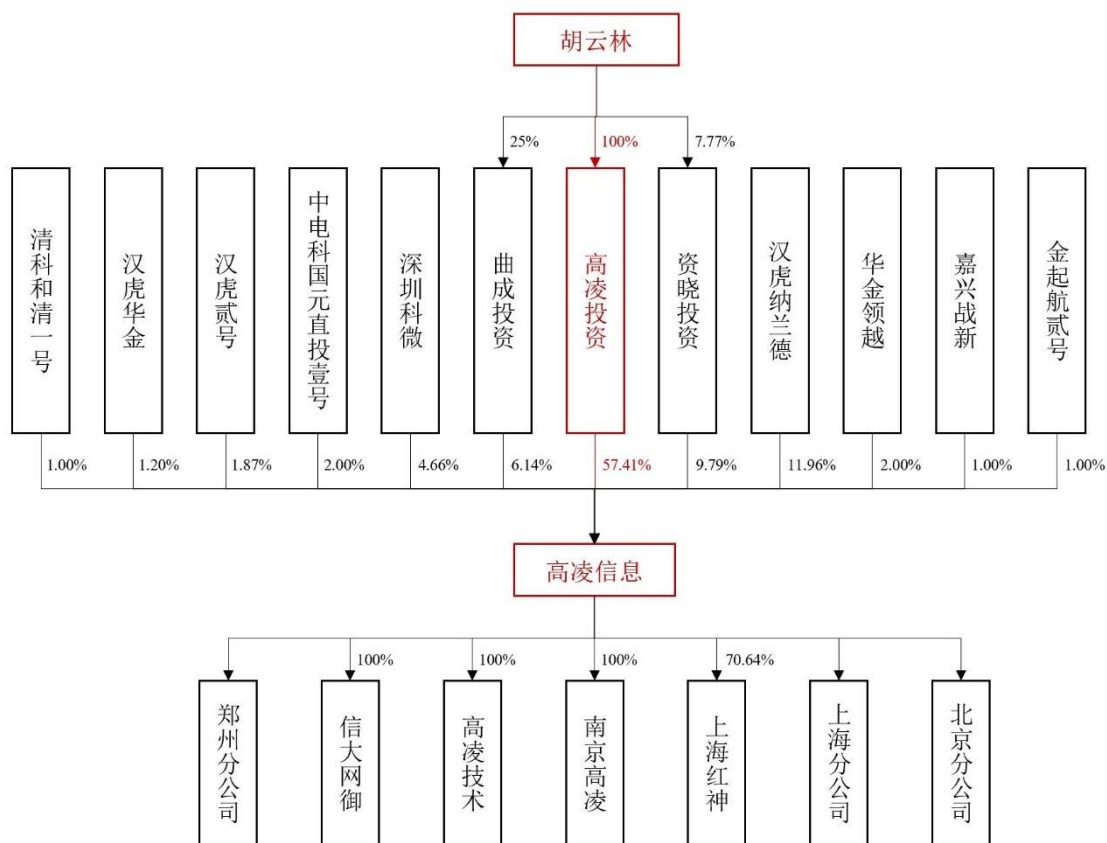 胡云林
25%
100%
7.77%
清科和清一号
汉虎华金
汉虎贰号
中电科国元直投壹号
深圳科微
曲成投资
高凌投资
资晓投资
汉虎纳兰德
华金领越
嘉兴战新
金起航贰号
1.00%
1.20%
1.87%
2.00%
4.66%
6.14%
57.41%
9.79%
11.96%
2.00%
1.00%
1.00%
高凌信息
100%
100%
100%
70.64%
郑州分公司
信大网御
高凌技术
南京高凌
上海红神
上海分公司
北京分公司